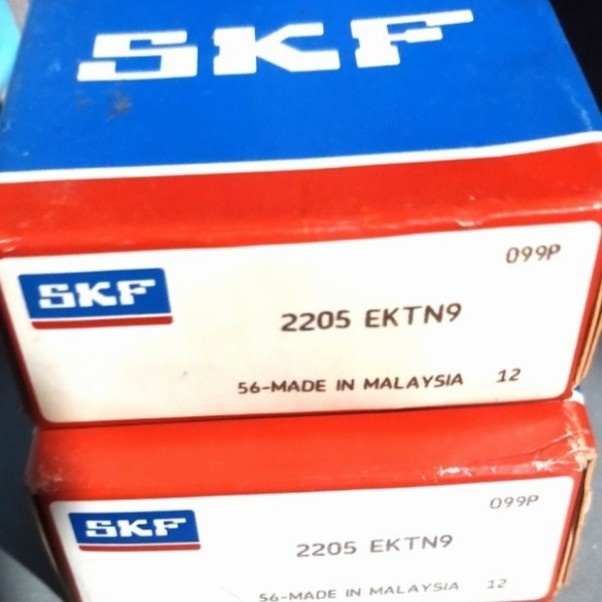 SKF
099P
SKF
2205 EKTN9
56-MADE IN MALAYSIA 12
099P
SKF
2205 EKTN9
56-MADE IN MALAYSIA 12